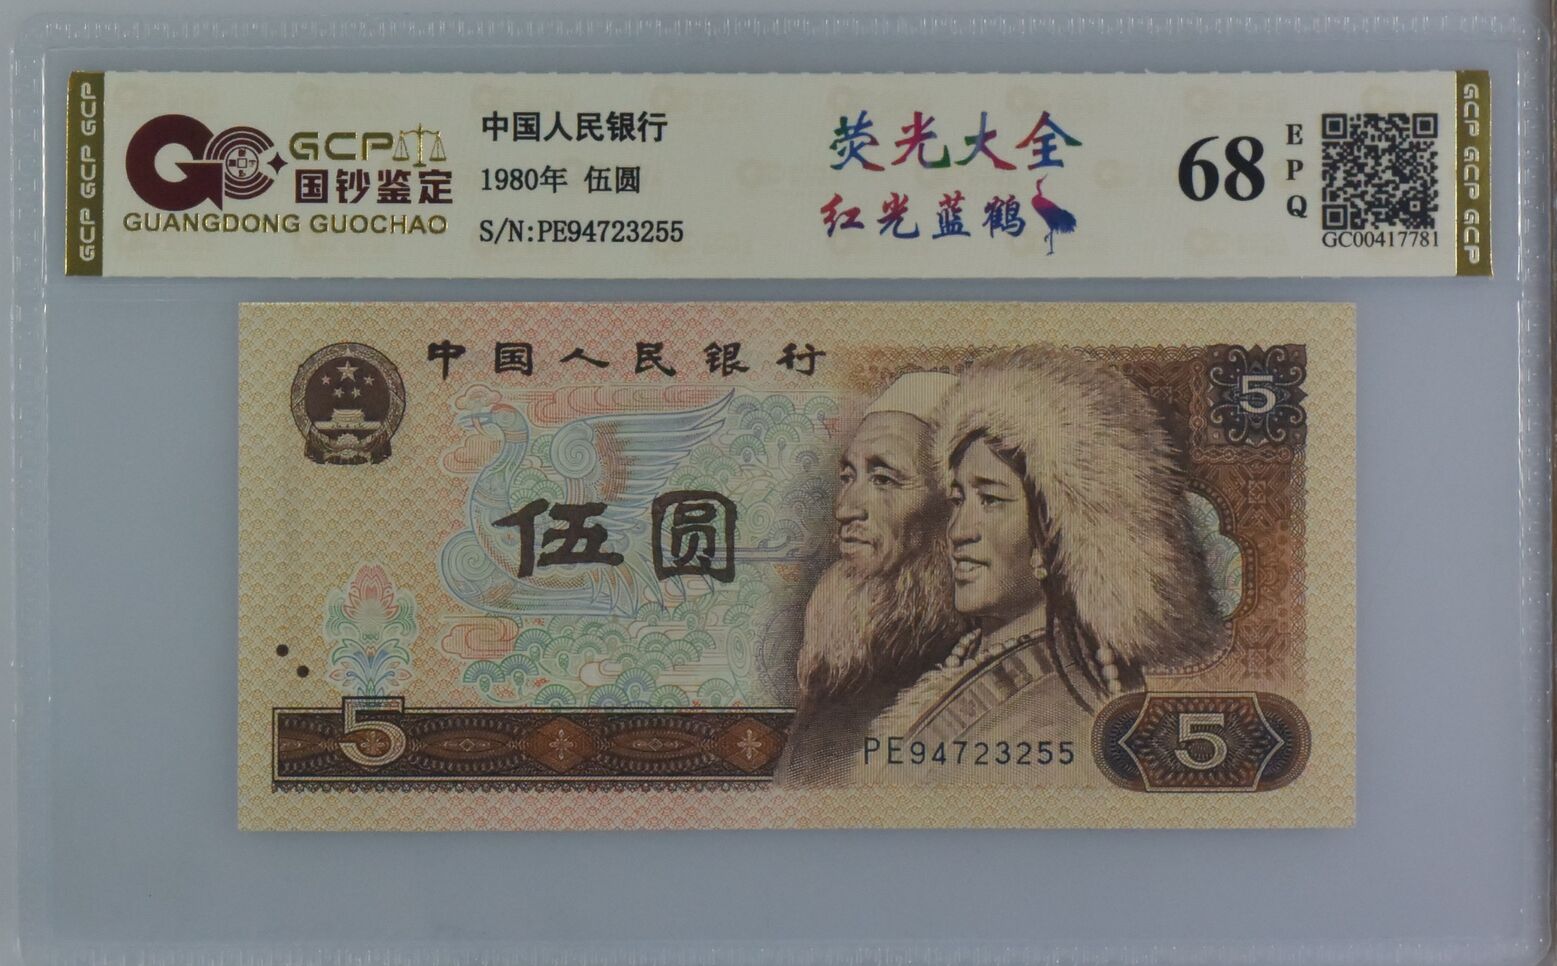 GCP GCP GCP
GCP
国钞鉴定
GUANGDONG GUOCHAO
中国人民银行
1980年 伍圆
S/N:PE94723255
荧光大全
红光蓝鹤
68
EPQ
GC00417781
GCP GCP GCP
中国人民银行
5
伍圆
5
PE94723255
5